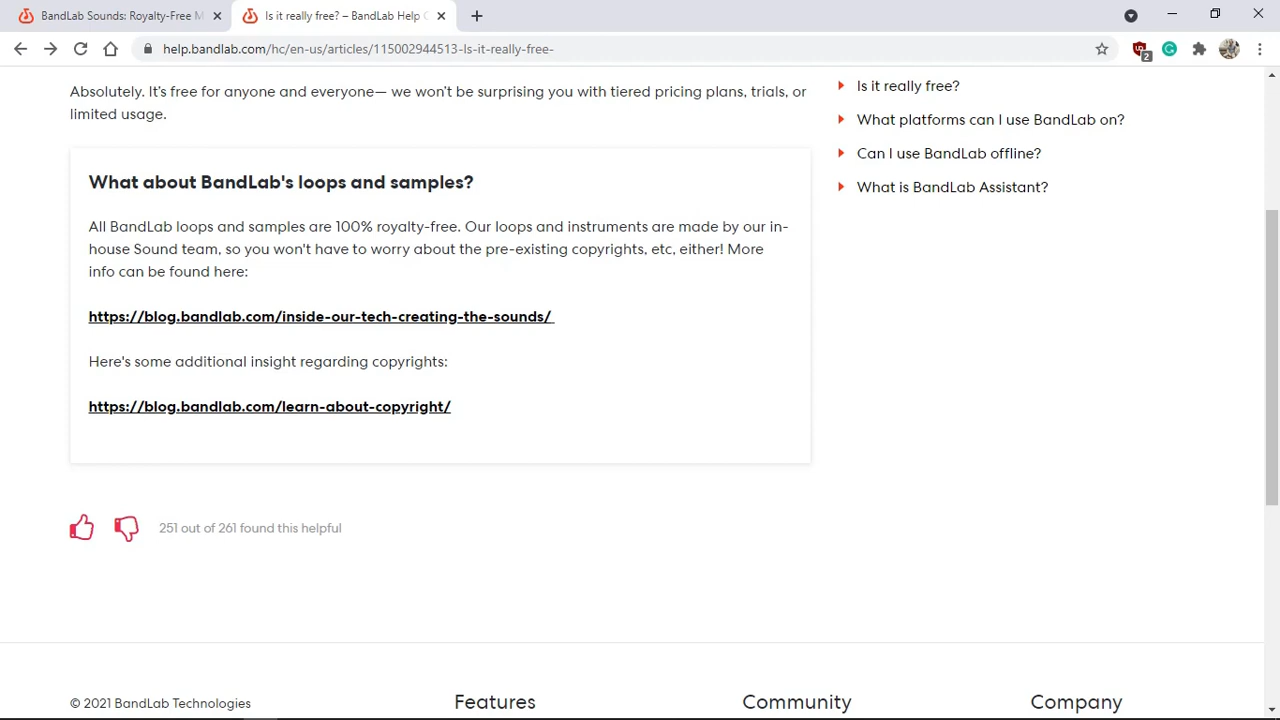 BandLab Sounds: Royalty-Free M
Is it really free? – BandLab Help C
help.bandlab.com/hc/en-us/articles/115002944513-Is-it-really-free-
2
Absolutely. It's free for anyone and everyone— we won't be surprising you with tiered pricing plans, trials, or
limited usage.
What about BandLab's loops and samples?
All BandLab loops and samples are 100% royalty-free. Our loops and instruments are made by our in-
house Sound team, so you won't have to worry about the pre-existing copyrights, etc, either! More
info can be found here:
https://blog.bandlab.com/inside-our-tech-creating-the-sounds/
Here's some additional insight regarding copyrights:
https://blog.bandlab.com/learn-about-copyright/
251 out of 261 found this helpful
Is it really free?
What platforms can I use BandLab on?
Can I use BandLab offline?
What is BandLab Assistant?
© 2021 BandLab Technologies
Features
Community
Company